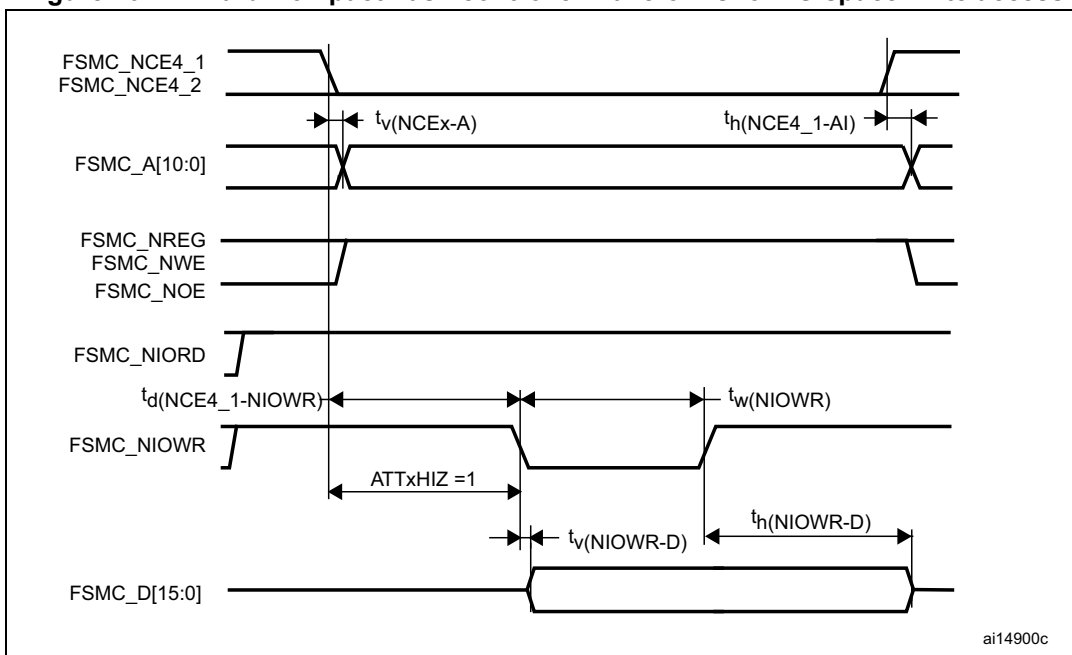 FSMC_NCE4_1
FSMC_NCE4_2
tv(NCEx-A)
th(NCE4_1-AI)
FSMC_A[10:0]
FSMC_NREG
FSMC_NWE
FSMC_NOE
FSMC_NIORD
td(NCE4_1-NIOWR)
tw(NIOWR)
FSMC_NIOWR
ATTxHIZ =1
tv(NIOWR-D)
th(NIOWR-D)
FSMC_D[15:0]
ai14900c